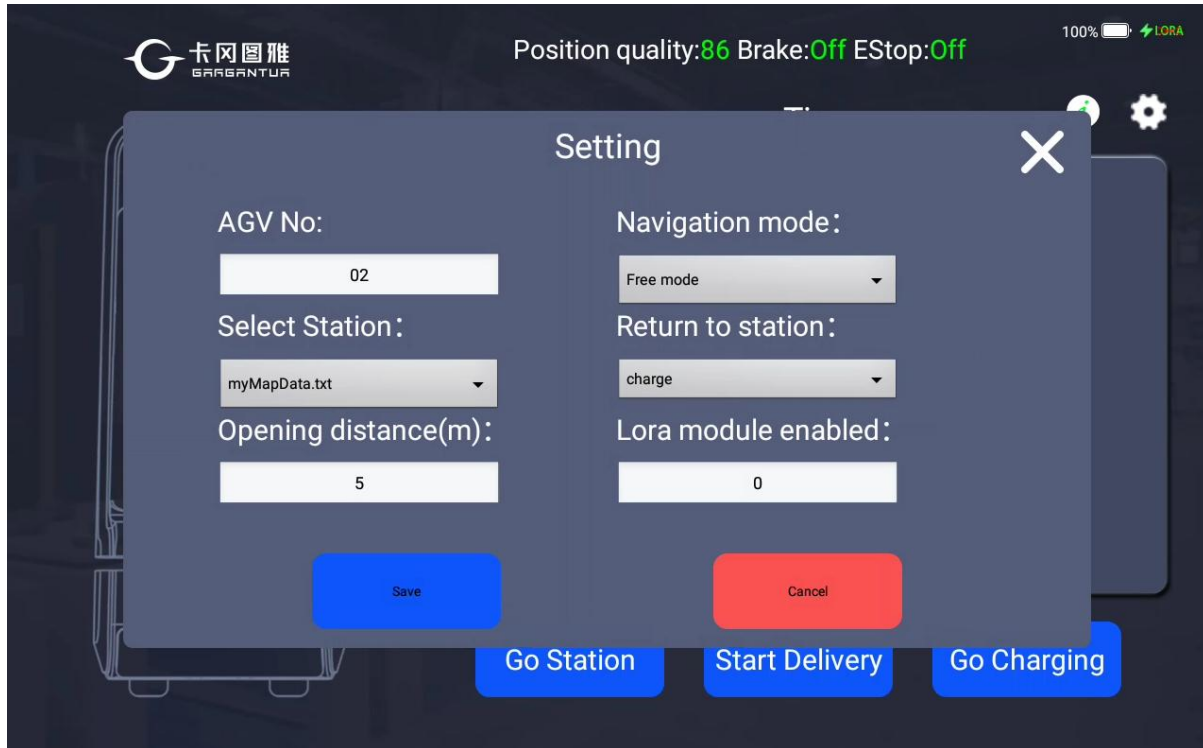 卡冈图雅
GARGANTUA
Position quality:86 Brake:Off EStop:Off
100%
LORA
Setting
AGV No:
02
Navigation mode：
Free mode
Select Station：
myMapData.txt
Return to station：
charge
Opening distance(m)：
5
Lora module enabled：
0
Save
Cancel
Go Station
Start Delivery
Go Charging